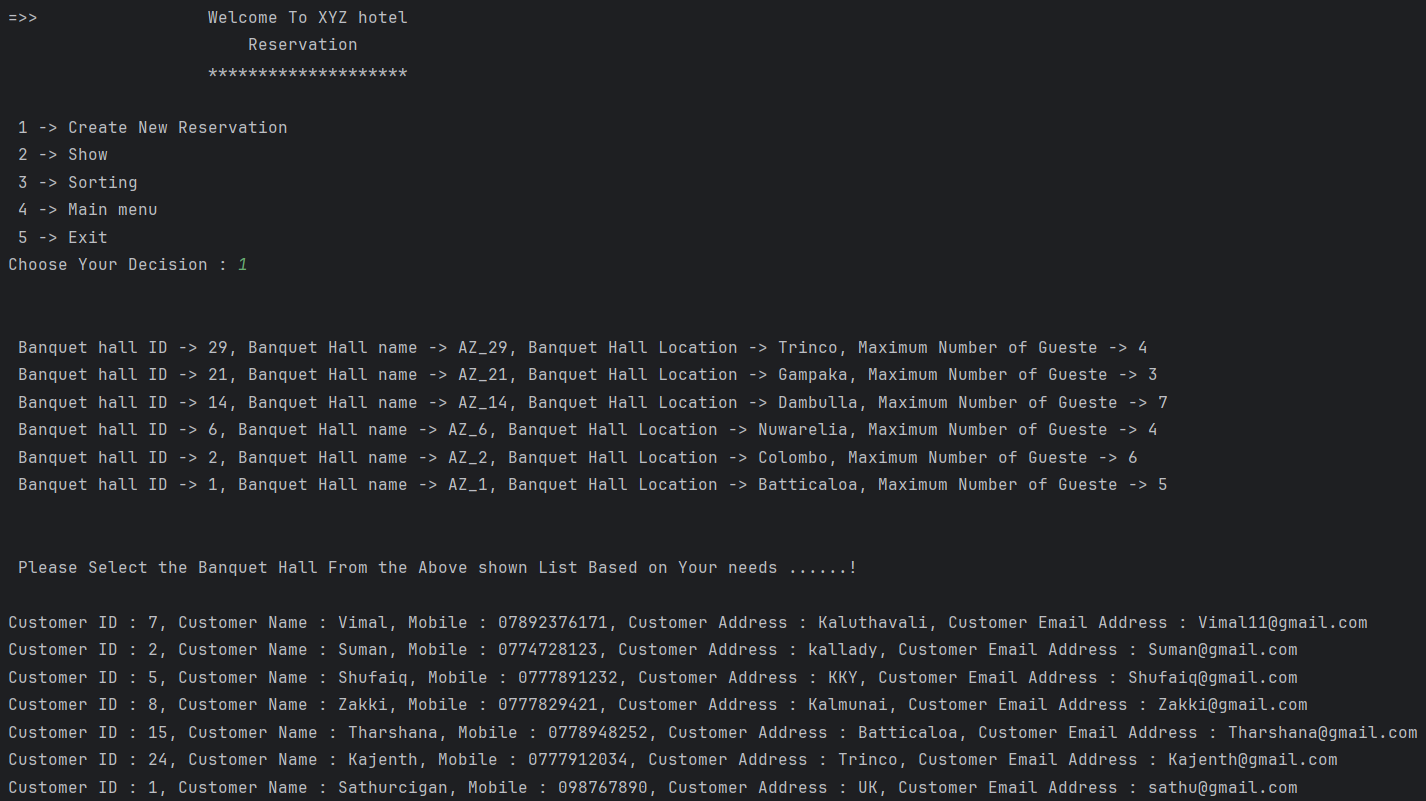 =>>                 Welcome To XYZ hotel
                        Reservation
                    ********************
 1 -> Create New Reservation
 2 -> Show
 3 -> Sorting
 4 -> Main menu
 5 -> Exit
Choose Your Decision : 1
 Banquet hall ID -> 29, Banquet Hall name -> AZ_29, Banquet Hall Location -> Trinco, Maximum Number of Gueste -> 4
 Banquet hall ID -> 21, Banquet Hall name -> AZ_21, Banquet Hall Location -> Gampaka, Maximum Number of Gueste -> 3
 Banquet hall ID -> 14, Banquet Hall name -> AZ_14, Banquet Hall Location -> Dambulla, Maximum Number of Gueste -> 7
 Banquet hall ID -> 6, Banquet Hall name -> AZ_6, Banquet Hall Location -> Nuwarelia, Maximum Number of Gueste -> 4
 Banquet hall ID -> 2, Banquet Hall name -> AZ_2, Banquet Hall Location -> Colombo, Maximum Number of Gueste -> 6
 Banquet hall ID -> 1, Banquet Hall name -> AZ_1, Banquet Hall Location -> Batticaloa, Maximum Number of Gueste -> 5
 Please Select the Banquet Hall From the Above shown List Based on Your needs ......!
Customer ID : 7, Customer Name : Vimal, Mobile : 07892376171, Customer Address : Kaluthavali, Customer Email Address : Vimal11@gmail.com
Customer ID : 2, Customer Name : Suman, Mobile : 0774728123, Customer Address : kallady, Customer Email Address : Suman@gmail.com
Customer ID : 5, Customer Name : Shufaiq, Mobile : 0777891232, Customer Address : KKY, Customer Email Address : Shufaiq@gmail.com
Customer ID : 8, Customer Name : Zakki, Mobile : 0777829421, Customer Address : Kalmunai, Customer Email Address : Zakki@gmail.com
Customer ID : 15, Customer Name : Tharshana, Mobile : 0778948252, Customer Address : Batticaloa, Customer Email Address : Tharshana@gmail.com
Customer ID : 24, Customer Name : Kajenth, Mobile : 0777912034, Customer Address : Trinco, Customer Email Address : Kajenth@gmail.com
Customer ID : 1, Customer Name : Sathurcigan, Mobile : 098767890, Customer Address : UK, Customer Email Address : sathu@gmail.com